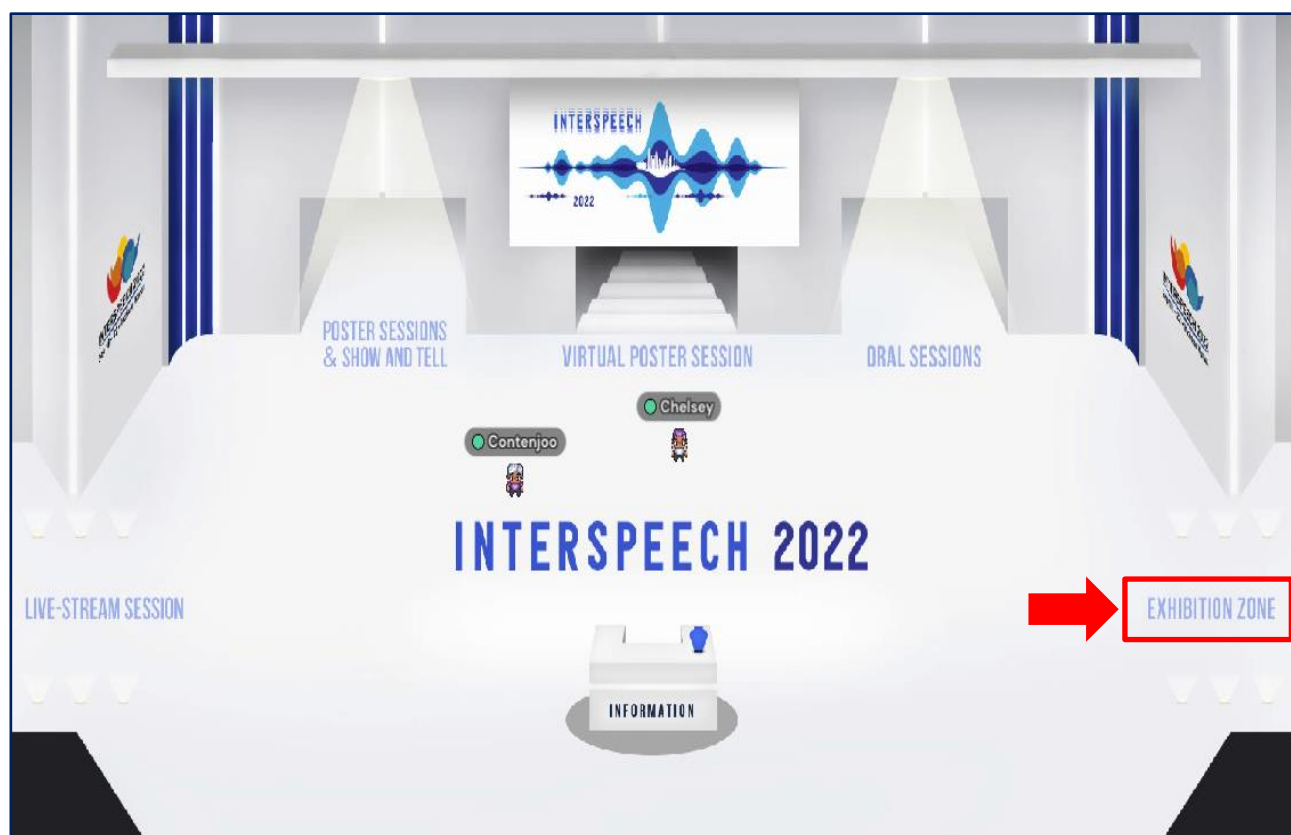 INTERSPEECH
2022
POSTER SESSIONS
& SHOW AND TELL
VIRTUAL POSTER SESSION
ORAL SESSIONS
Chelsey
Contenjoo
INTERSPEECH 2022
LIVE-STREAM SESSION
EXHIBITION ZONE
INFORMATION